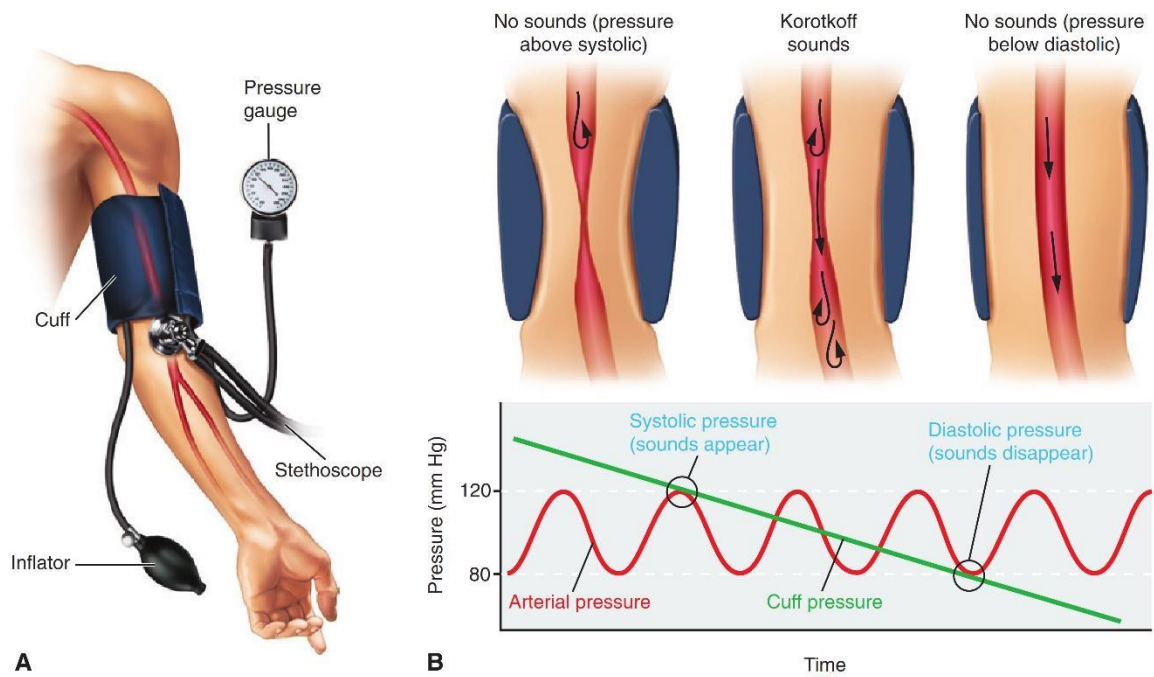 Pressure
gauge
Cuff
Stethoscope
Inflator
A
No sounds (pressure
above systolic)
Korotkoff
sounds
No sounds (pressure
below diastolic)
Systolic pressure
(sounds appear)
Diastolic pressure
(sounds disappear)
Pressure (mm Hg)
120
80
Arterial pressure
Cuff pressure
B
Time